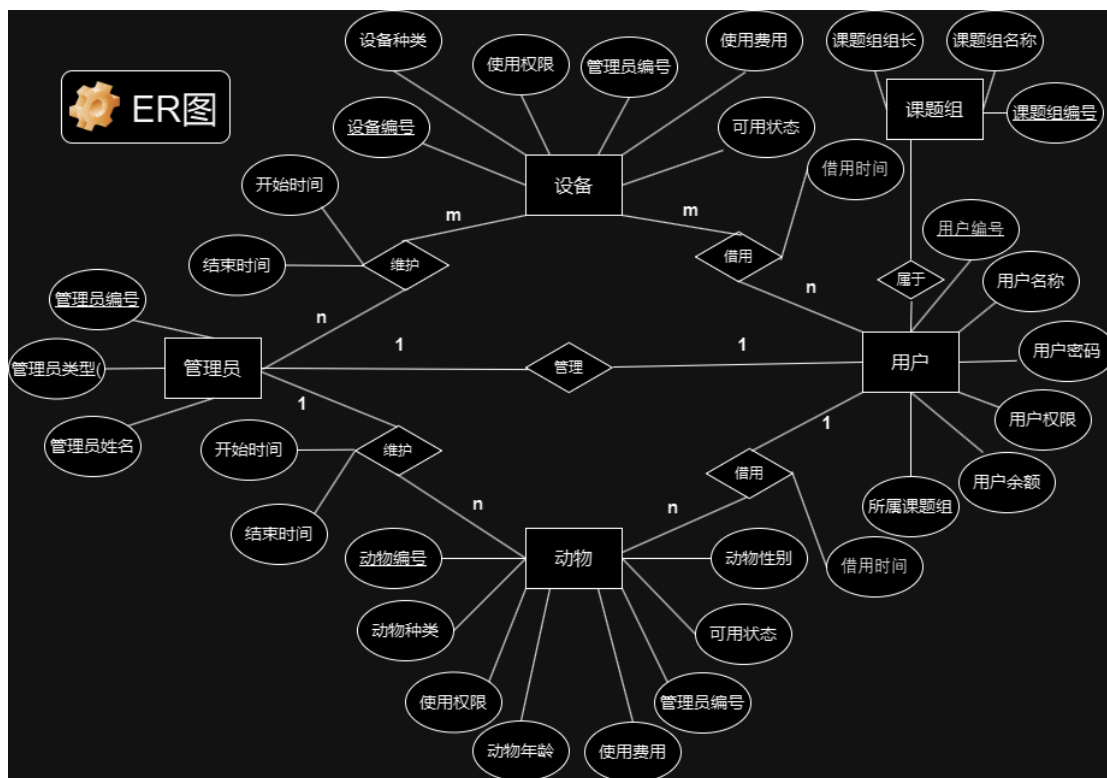 设备种类
使用权限
管理员编号
使用费用
课题组组长
课题组名称
ER图
设备编号
可用状态
课题组
课题组编号
开始时间
设备
借用时间
m
m
用户编号
结束时间
维护
借用
属于
用户名称
管理员编号
n
n
1
1
用户密码
管理员类型(
管理员
管理
用户
1
用户权限
管理员姓名
开始时间
维护
1
借用
用户余额
所属课题组
n
n
结束时间
动物编号
动物
动物性别
借用时间
动物种类
可用状态
使用权限
管理员编号
动物年龄
使用费用